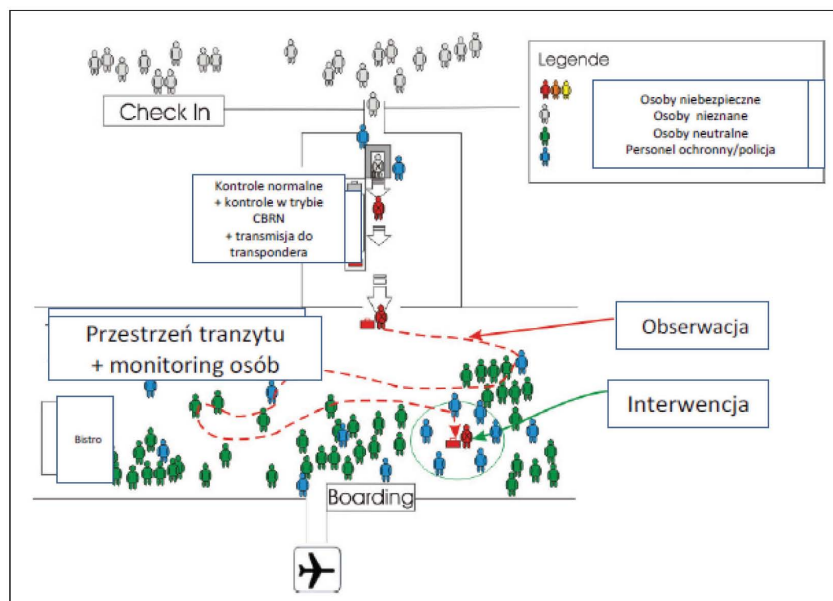 Legende
Osoby niebezpieczne
Osoby nieznane
Osoby neutralne
Personel ochronny/policja
Check In
Kontrole normalne
+ kontrole w trybie
CBRN
+ transmisja do
transpondera
Przestrzeń tranzytu
+ monitoring osób
Obserwacja
Interwencja
Bistro
Boarding